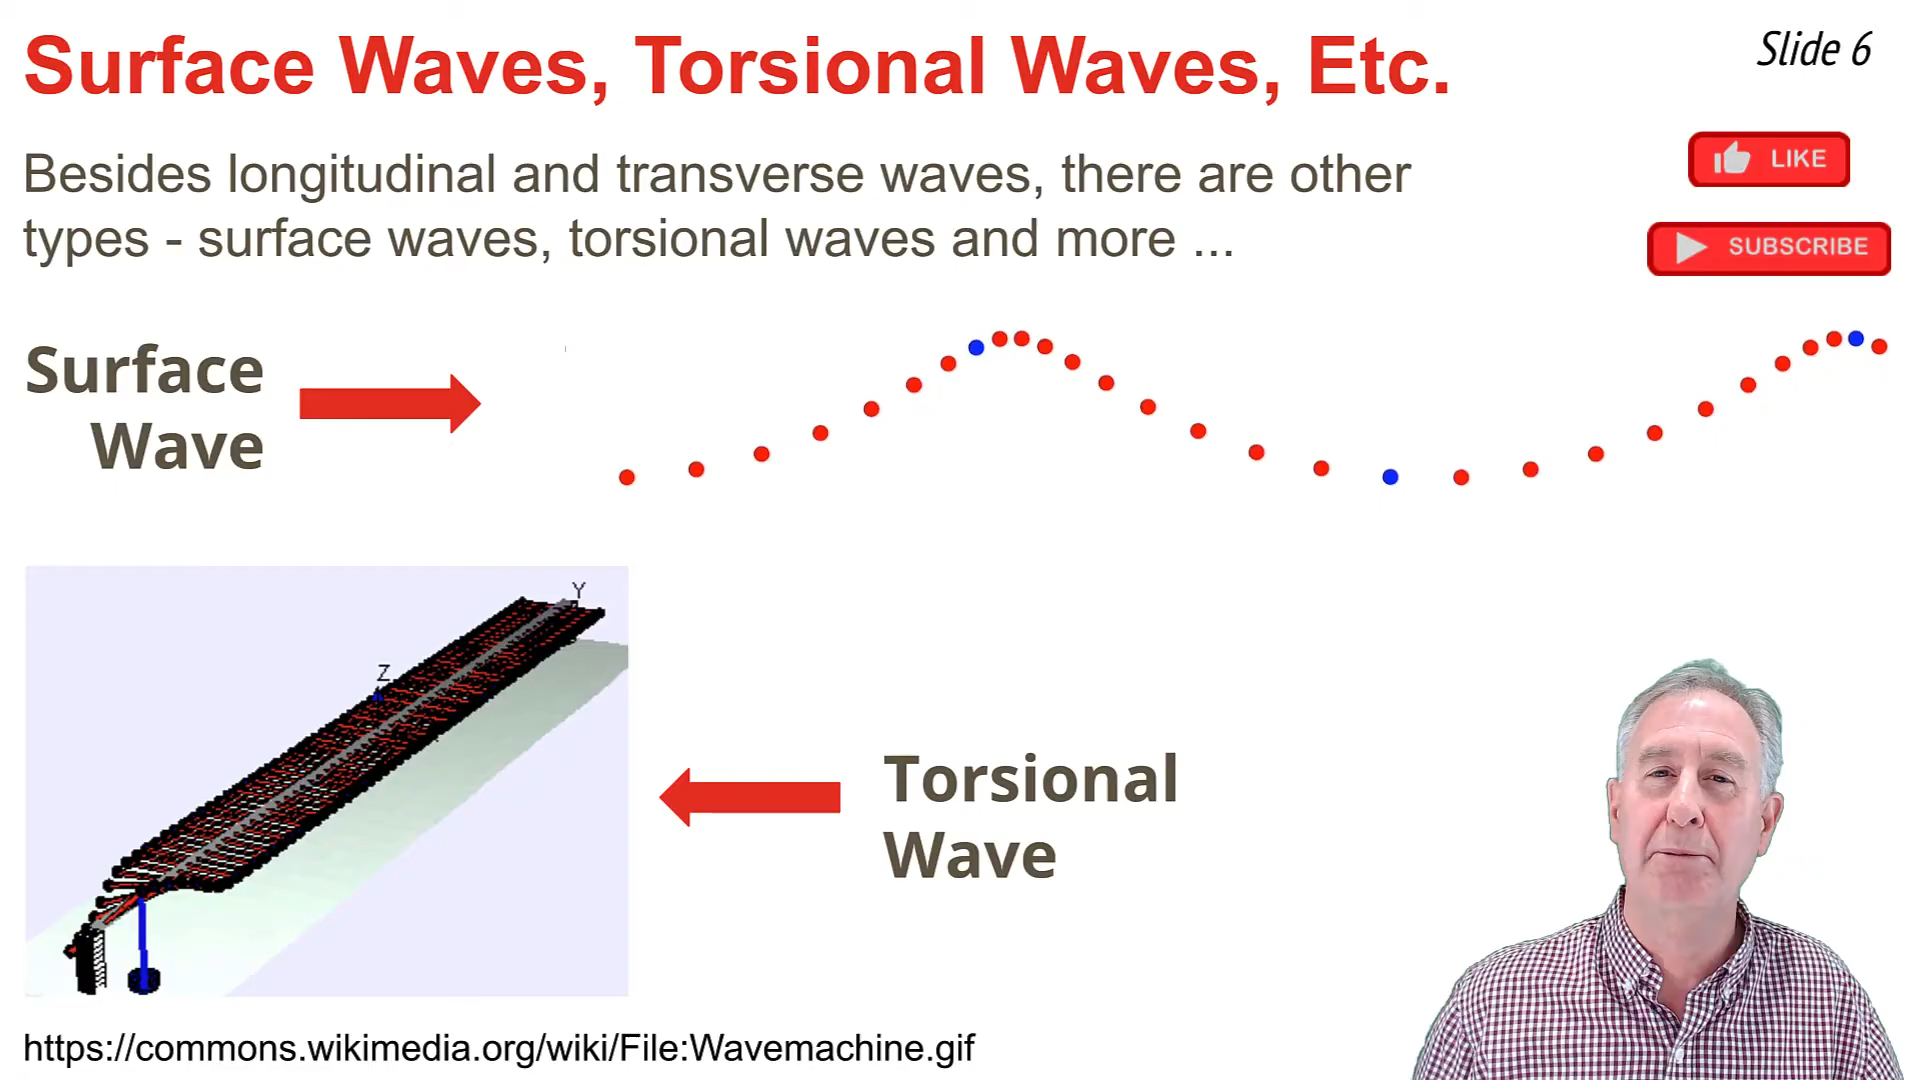 Surface Waves, Torsional Waves, Etc.
Slide 6
Besides longitudinal and transverse waves, there are other
types - surface waves, torsional waves and more ...
LIKE
SUBSCRIBE
Surface
Wave
Y
Z
Torsional
Wave
https://commons.wikimedia.org/wiki/File:Wavemachine.gif